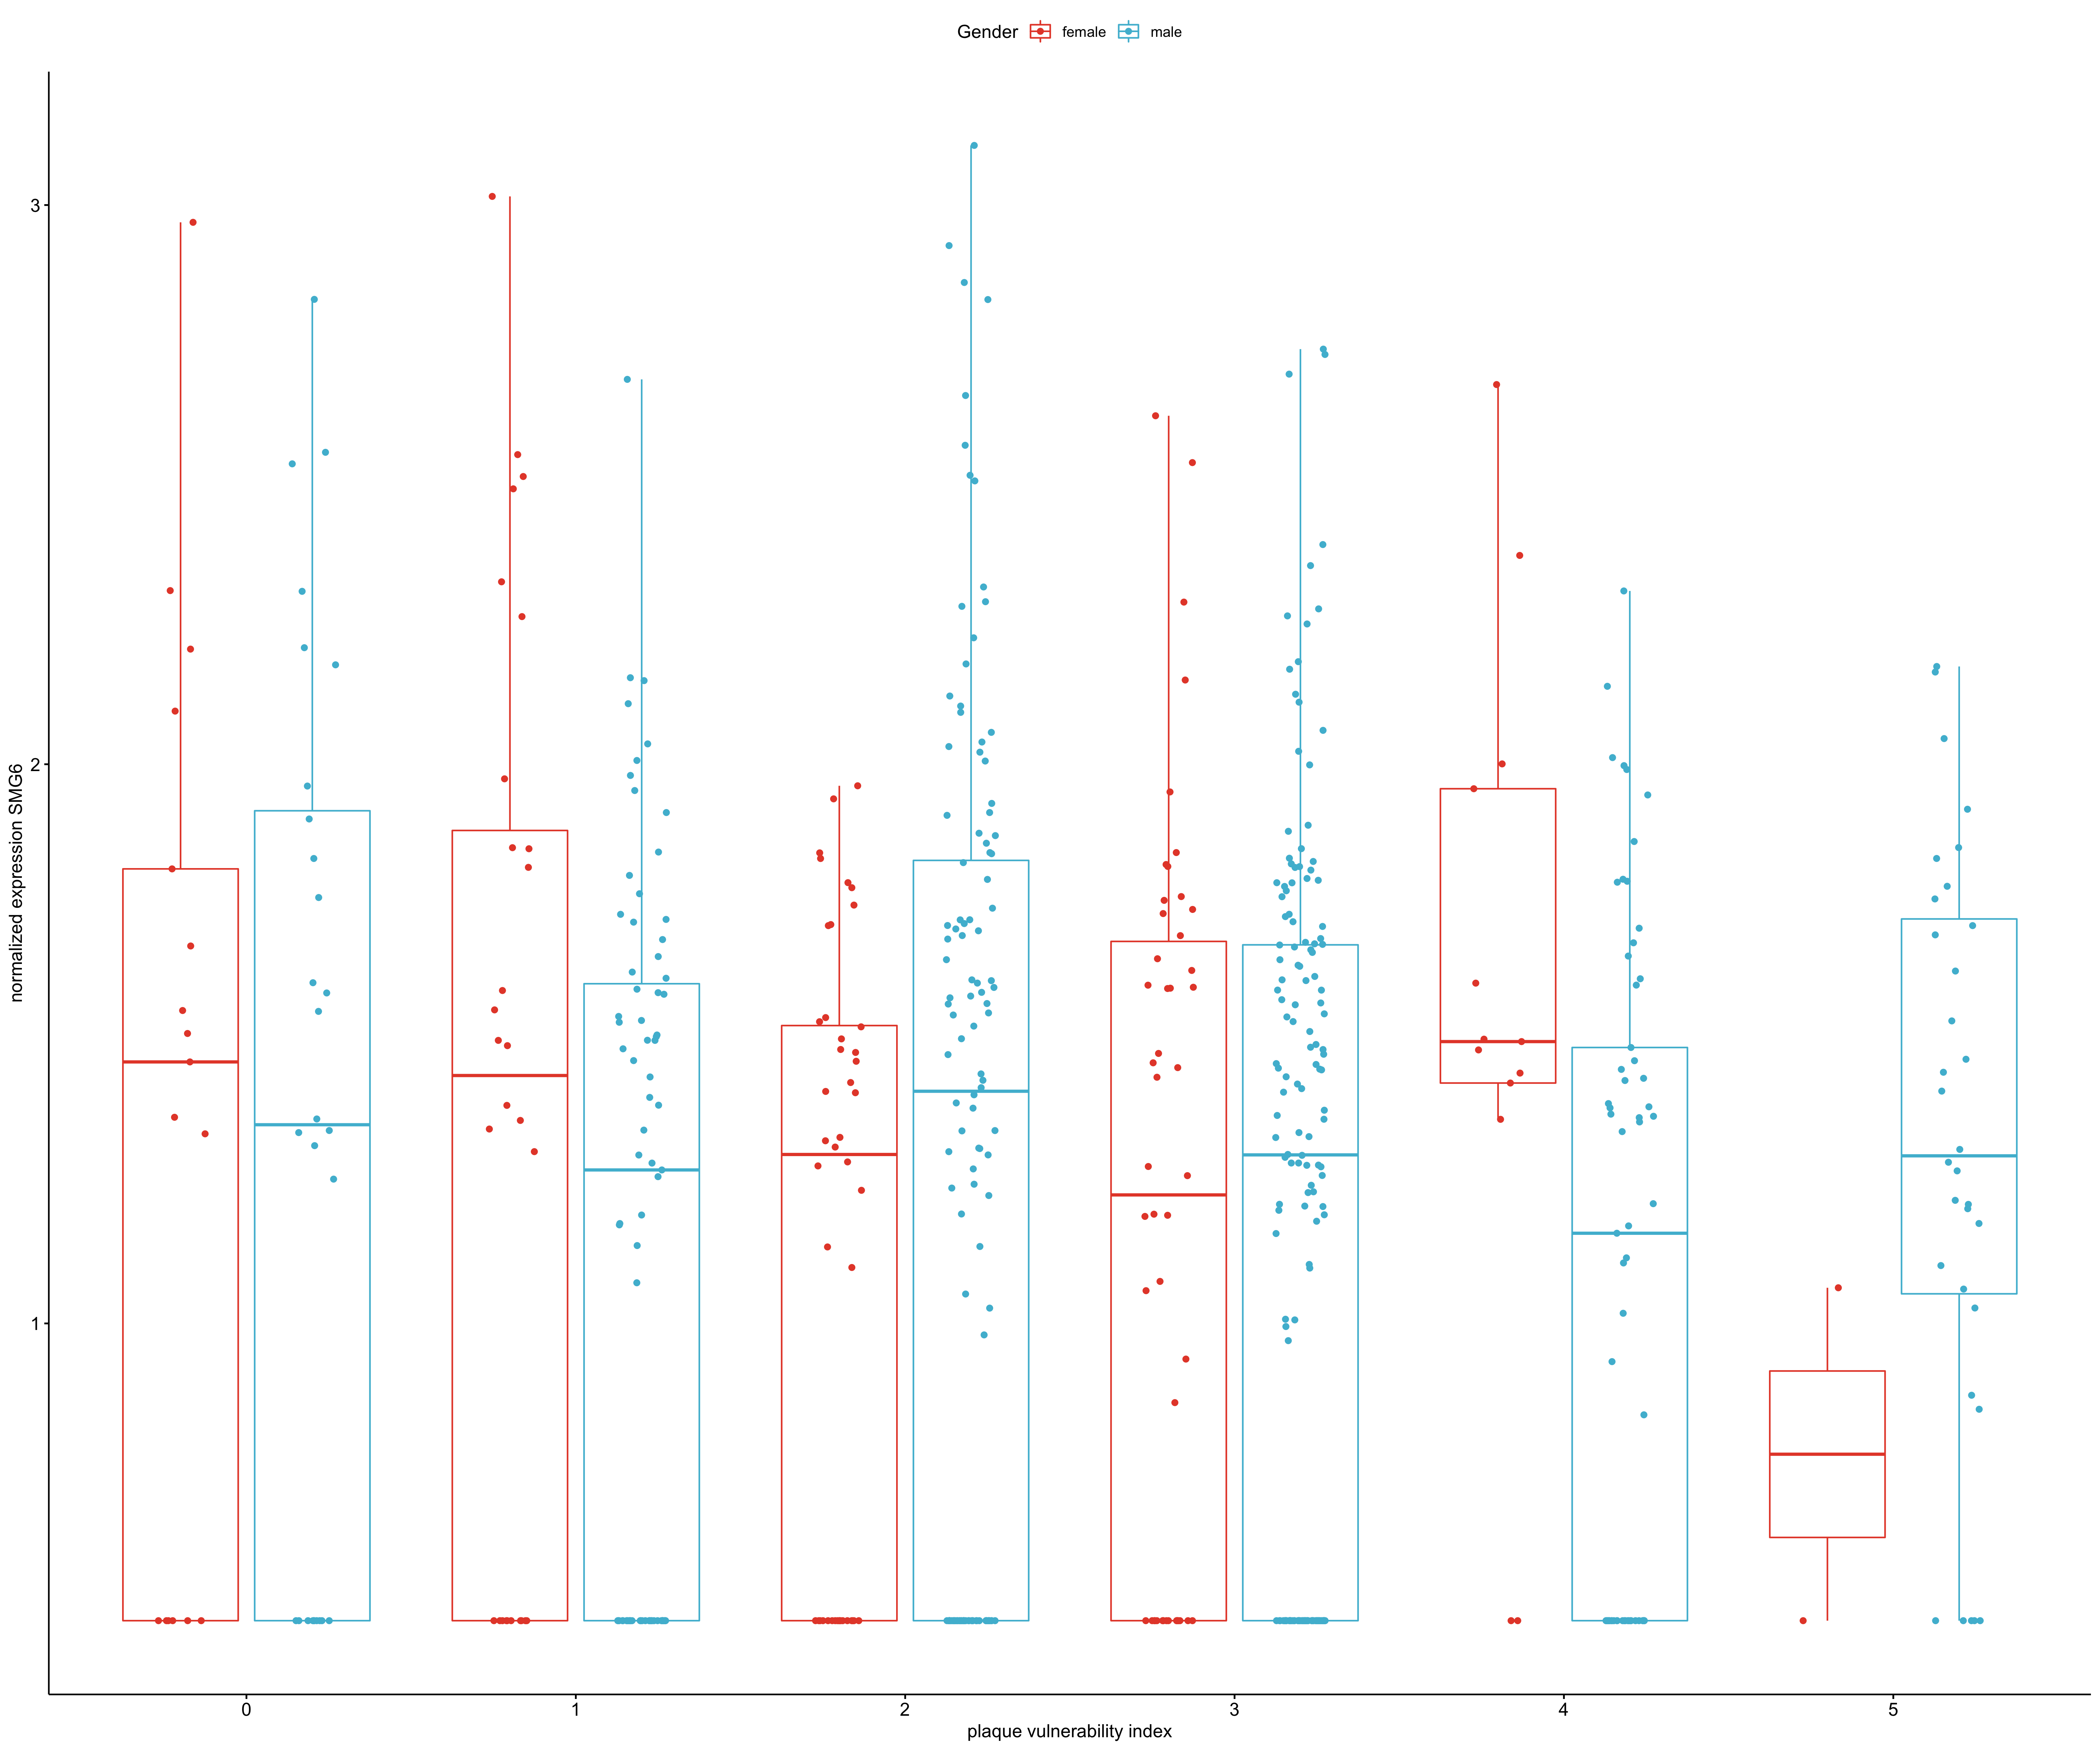 Gender female male
normalized expression SMG6
3
2
1
0 1 2 3 4 5
plaque vulnerability index